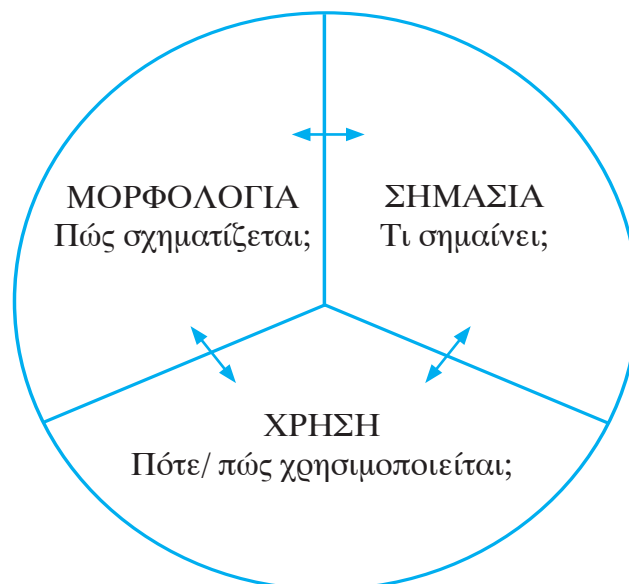 ΜΟΡΦΟΛΟΓΙΑ
Πώς σχηματίζεται;
ΣΗΜΑΣΙΑ
Τι σημαίνει;
ΧΡΗΣΗ
Πότε/ πώς χρησιμοποιείται;